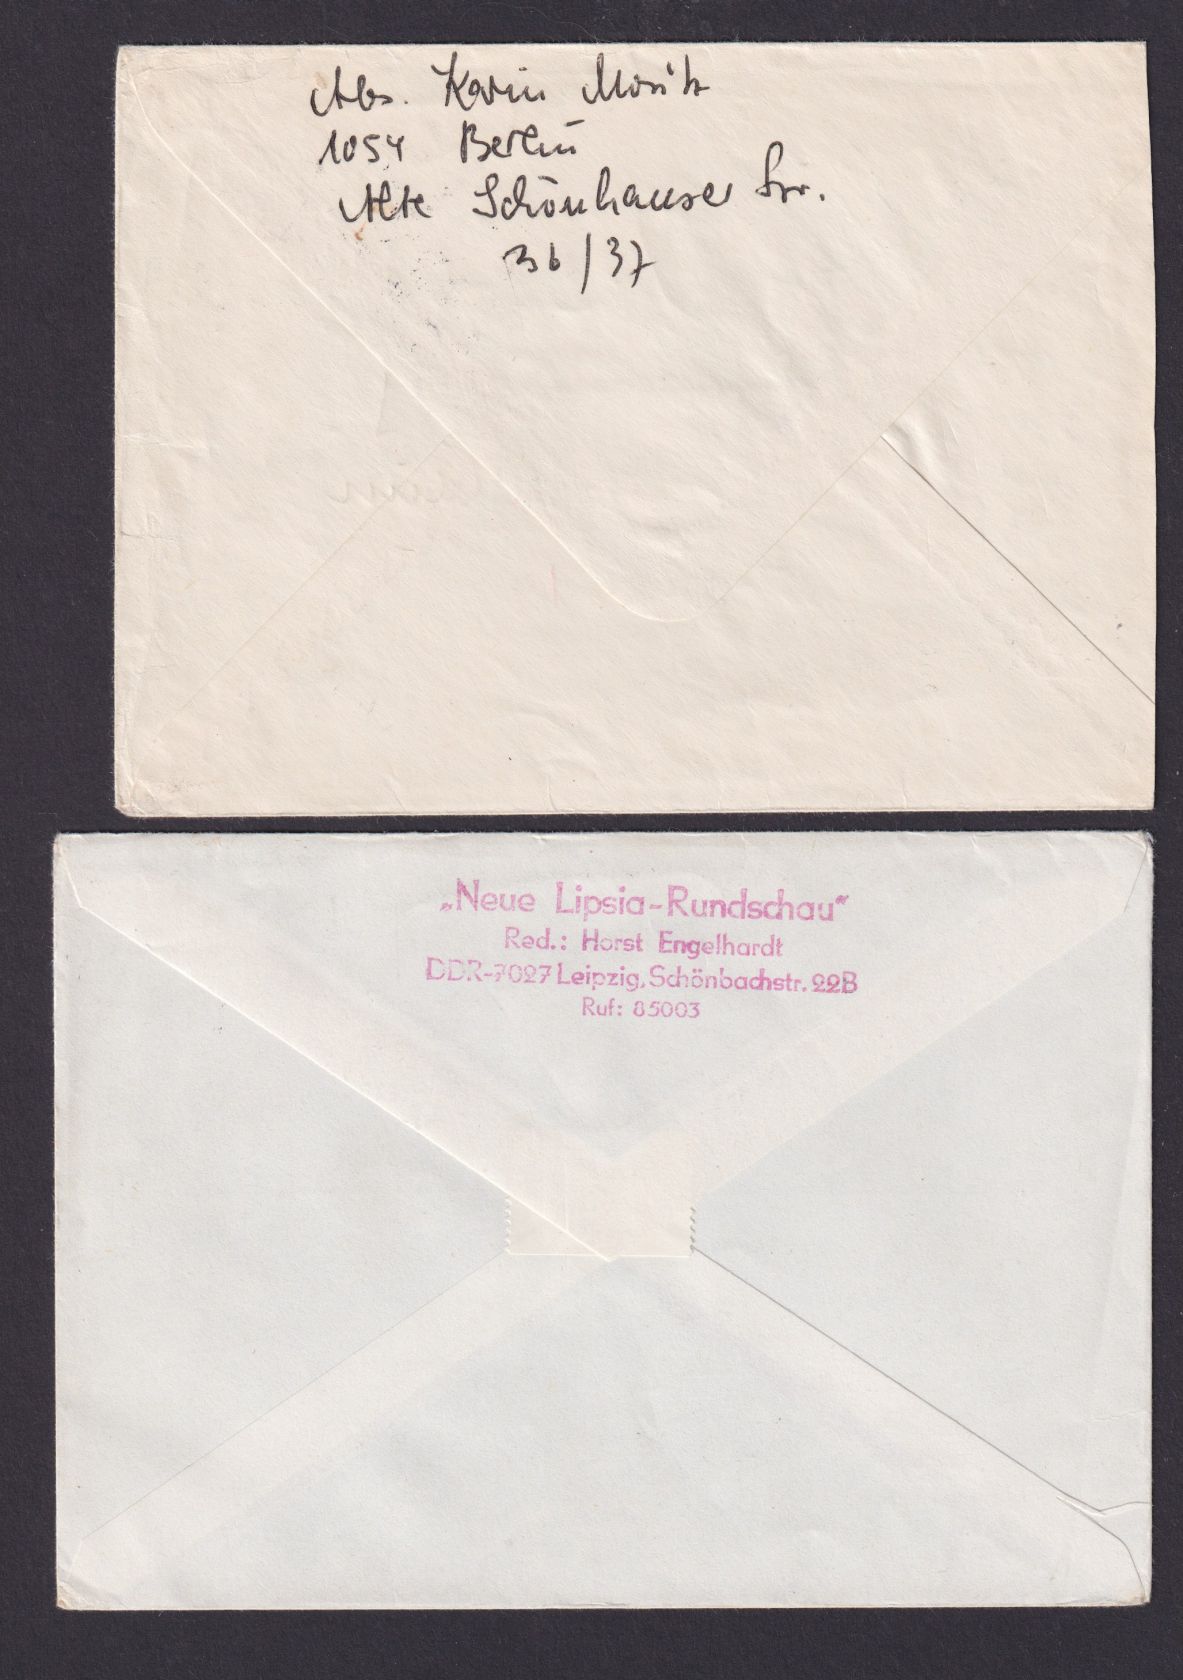 Abs. Karin Moritz
1054 Berlin
Alte Schönhauser Str.
36/37
„Neue Lipsia-Rundschau"
Red.: Horst Engelhardt
DDR-7027 Leipzig, Schönbachstr. 22B
Ruf: 85003